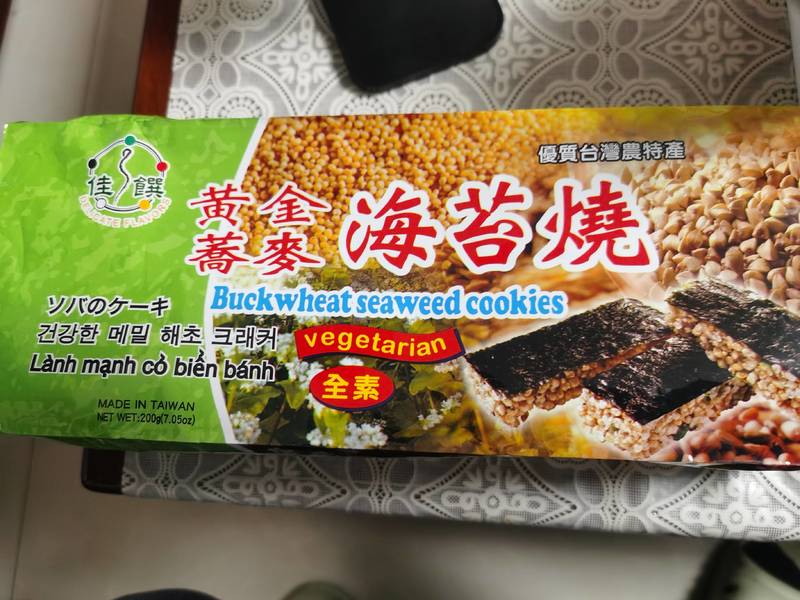 佳饌
DELICATE FLAVORS
優質台灣農特產
黃金
蕎麥
海苔燒
Buckwheat seaweed cookies
ソバのケーキ
건강한 메밀 해초 크래커
Lành mạnh cỏ biển bánh
vegetarian
全素
MADE IN TAIWAN
NET WET:200g(7.05oz)